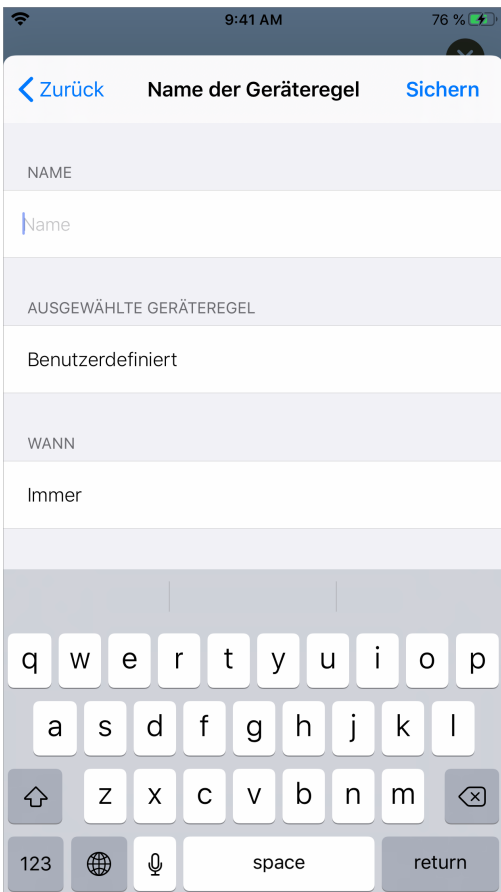 9:41 AM
76 %
Zurück
Name der Geräteregel
Sichern
NAME
Name
AUSGEWÄHLTE GERÄTEREGEL
Benutzerdefiniert
WANN
Immer
q w e r t y u i o p
a s d f g h j k l
z x c v b n m
123
space
return